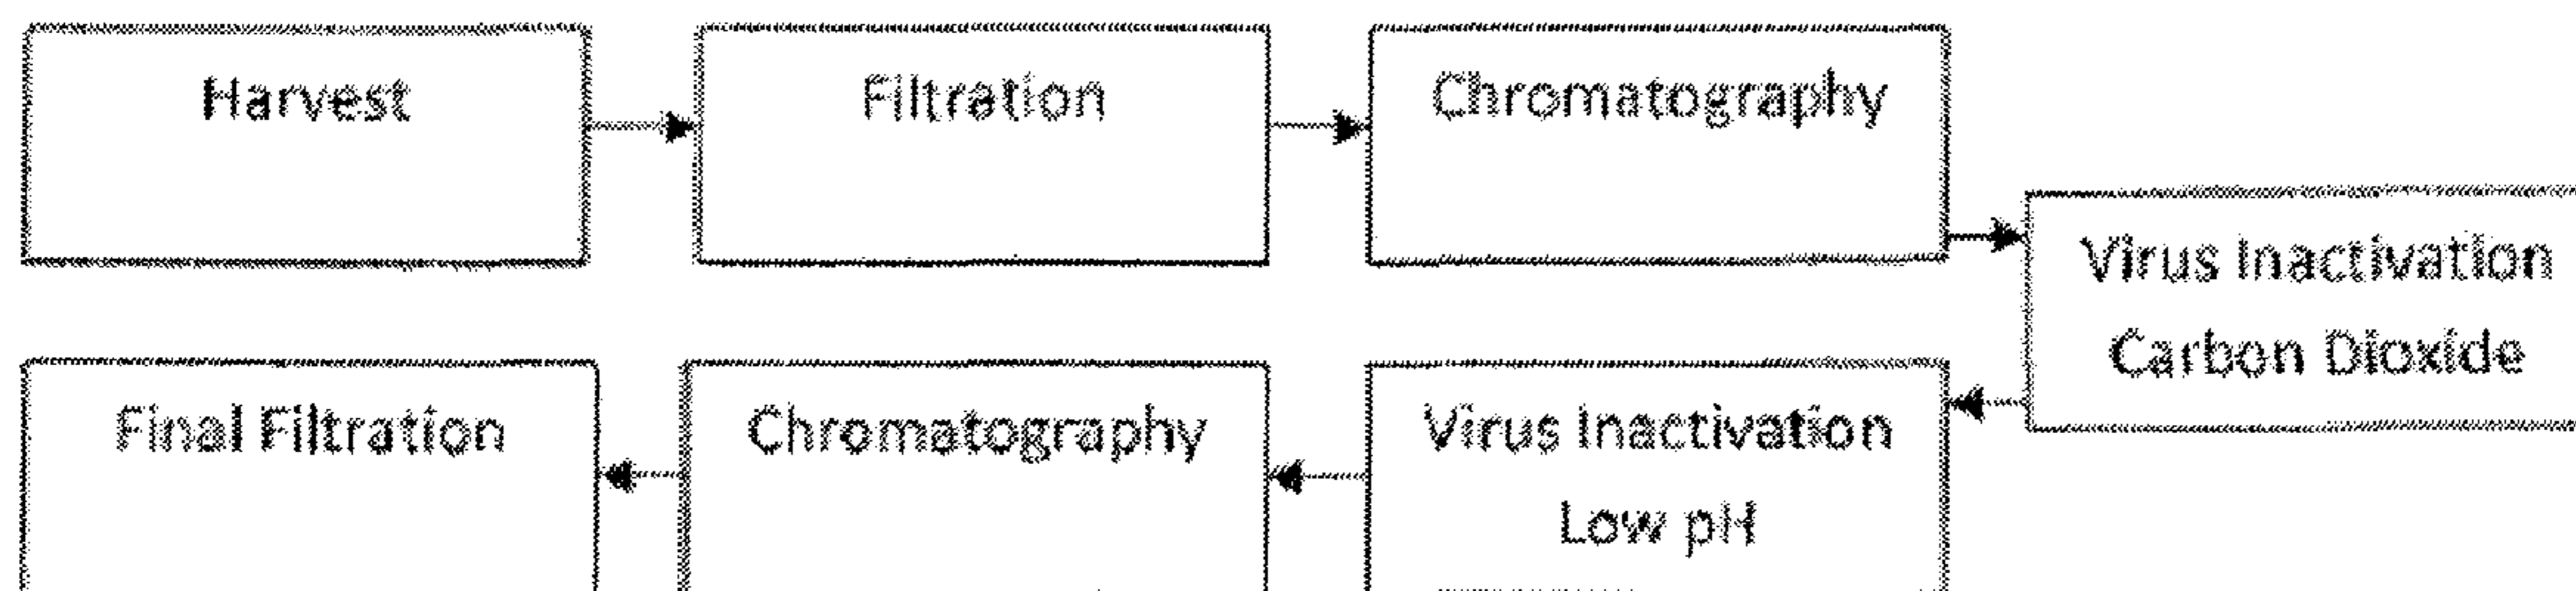 Harvest
Filtration
Chromatography
Virus Inactivation
Carbon Dioxide
Virus Inactivation
Low pH
Chromatography
Final Filtration